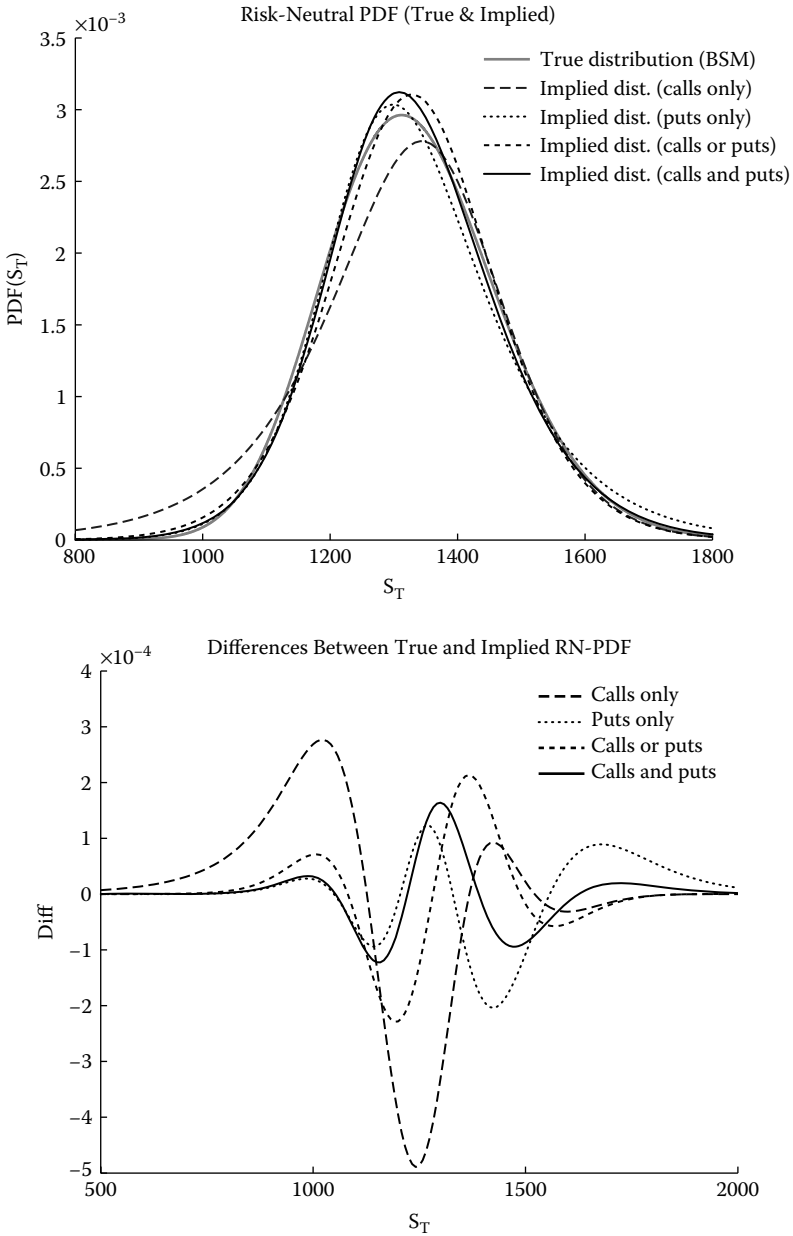 Risk-Neutral PDF (True & Implied)
×10⁻³
3.5
3
2.5
2
1.5
1
0.5
0
PDF(S_T)
True distribution (BSM)
Implied dist. (calls only)
Implied dist. (puts only)
Implied dist. (calls or puts)
Implied dist. (calls and puts)
800 1000 1200 1400 1600 1800
S_T
Differences Between True and Implied RN-PDF
×10⁻⁴
4
3
2
1
0
−1
−2
−3
−4
−5
Diff
Calls only
Puts only
Calls or puts
Calls and puts
500 1000 1500 2000
S_T